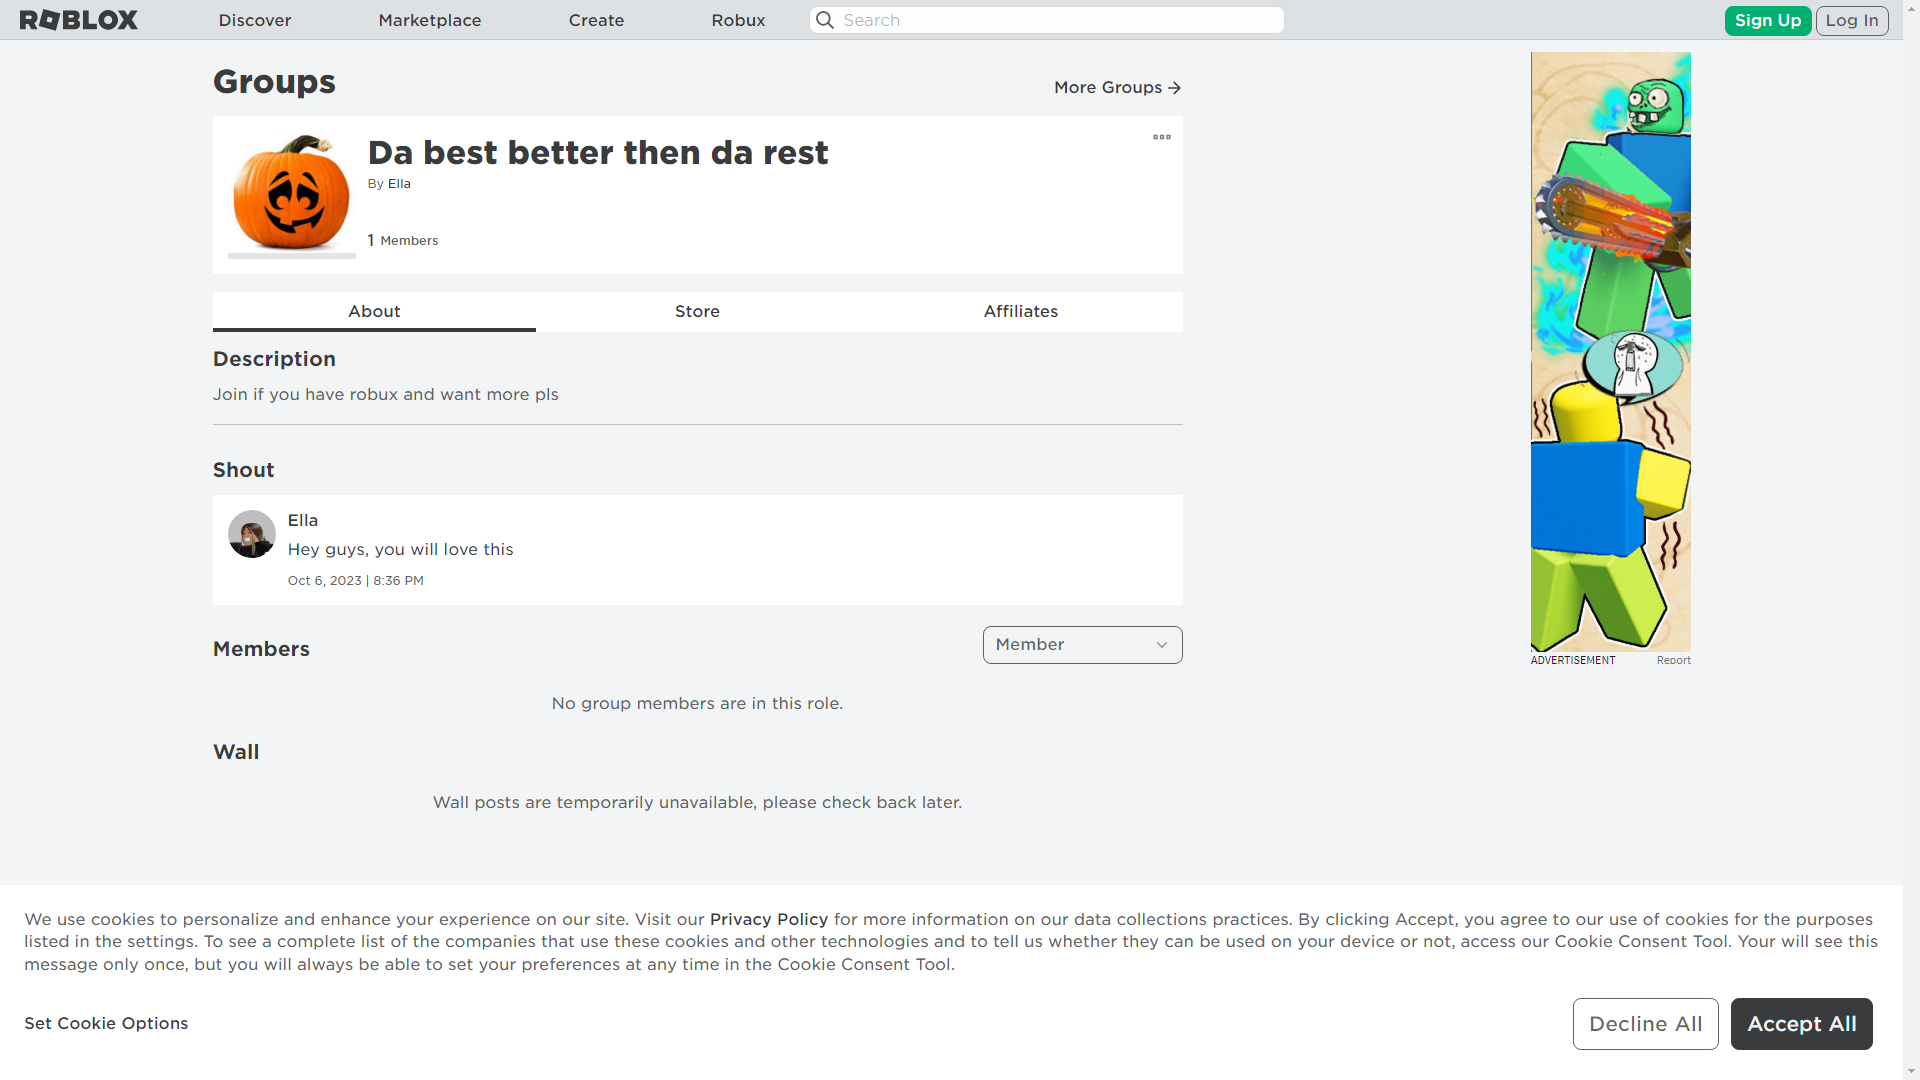 ROBLOX
Discover
Marketplace
Create
Robux
Search
Sign Up
Log In
Groups
More Groups
Da best better then da rest
By Ella
1 Members
About
Store
Affiliates
Description
Join if you have robux and want more pls
Shout
Ella
Hey guys, you will love this
Oct 6, 2023 | 8:36 PM
Members
Member
No group members are in this role.
Wall
Wall posts are temporarily unavailable, please check back later.
ADVERTISEMENT
Report
We use cookies to personalize and enhance your experience on our site. Visit our Privacy Policy for more information on our data collections practices. By clicking Accept, you agree to our use of cookies for the purposes
listed in the settings. To see a complete list of the companies that use these cookies and other technologies and to tell us whether they can be used on your device or not, access our Cookie Consent Tool. Your will see this
message only once, but you will always be able to set your preferences at any time in the Cookie Consent Tool.
Set Cookie Options
Decline All
Accept All